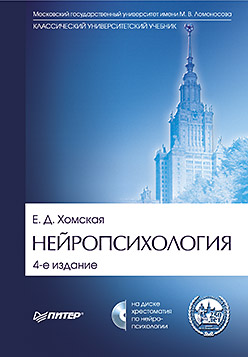 Московский государственный университет имени М. В. Ломоносова
КЛАССИЧЕСКИЙ УНИВЕРСИТЕТСКИЙ УЧЕБНИК
Е. Д. Хомская
НЕЙРОПСИХОЛОГИЯ
4-е издание
ПИТЕР
на диске
хрестоматия
по нейро-
психологии